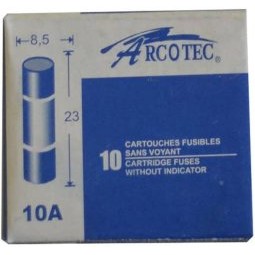 8,5
ARCOTEC®
23
10 CARTOUCHES FUSIBLES
SANS VOYANT
CARTRIDGE FUSES
WITHOUT INDICATOR
10A